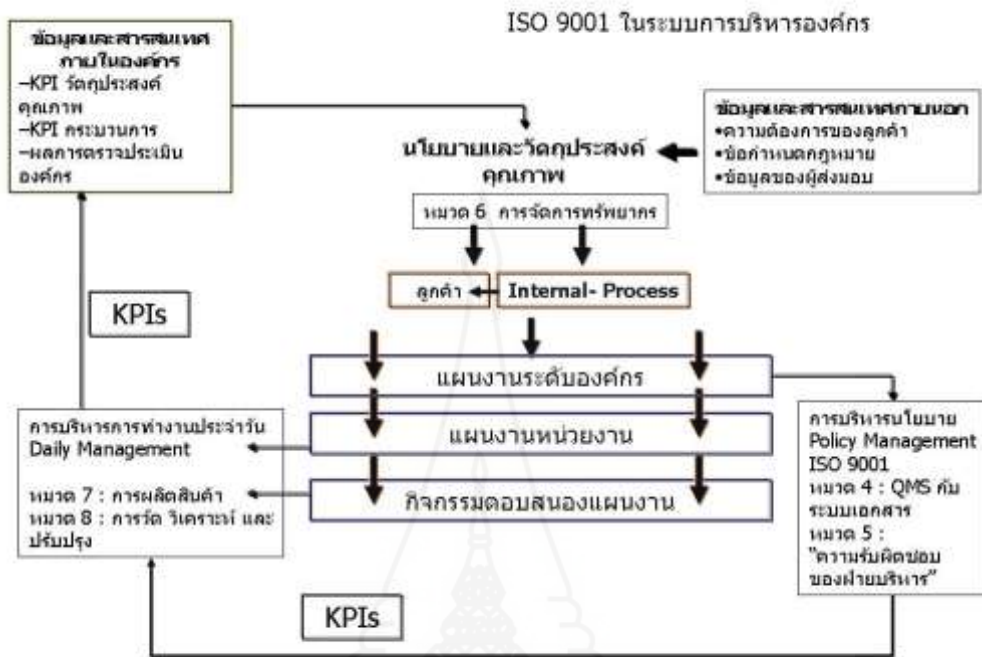 ISO 9001 ในระบบการบริหารองค์กร
ข้อมูลและสารสนเทศ
ภายในองค์กร
–KPI วัตถุประสงค์
คุณภาพ
–KPI กระบวนการ
–ผลการตรวจประเมิน
องค์กร
ข้อมูลและสารสนเทศภายนอก
•ความต้องการของลูกค้า
•ข้อกำหนดกฎหมาย
•ข้อมูลของผู้ส่งมอบ
นโยบายและวัตถุประสงค์
คุณภาพ
หมวด 6 การจัดการทรัพยากร
ลูกค้า
Internal- Process
KPIs
แผนงานระดับองค์กร
แผนงานหน่วยงาน
กิจกรรมตอบสนองแผนงาน
การบริหารการทำงานประจำวัน
Daily Management
หมวด 7 : การผลิตสินค้า
หมวด 8 : การวัด วิเคราะห์ และ
ปรับปรุง
การบริหารนโยบาย
Policy Management
ISO 9001
หมวด 4 : QMS กับ
ระบบเอกสาร
หมวด 5 :
"ความรับผิดชอบ
ของฝ่ายบริหาร"
KPIs